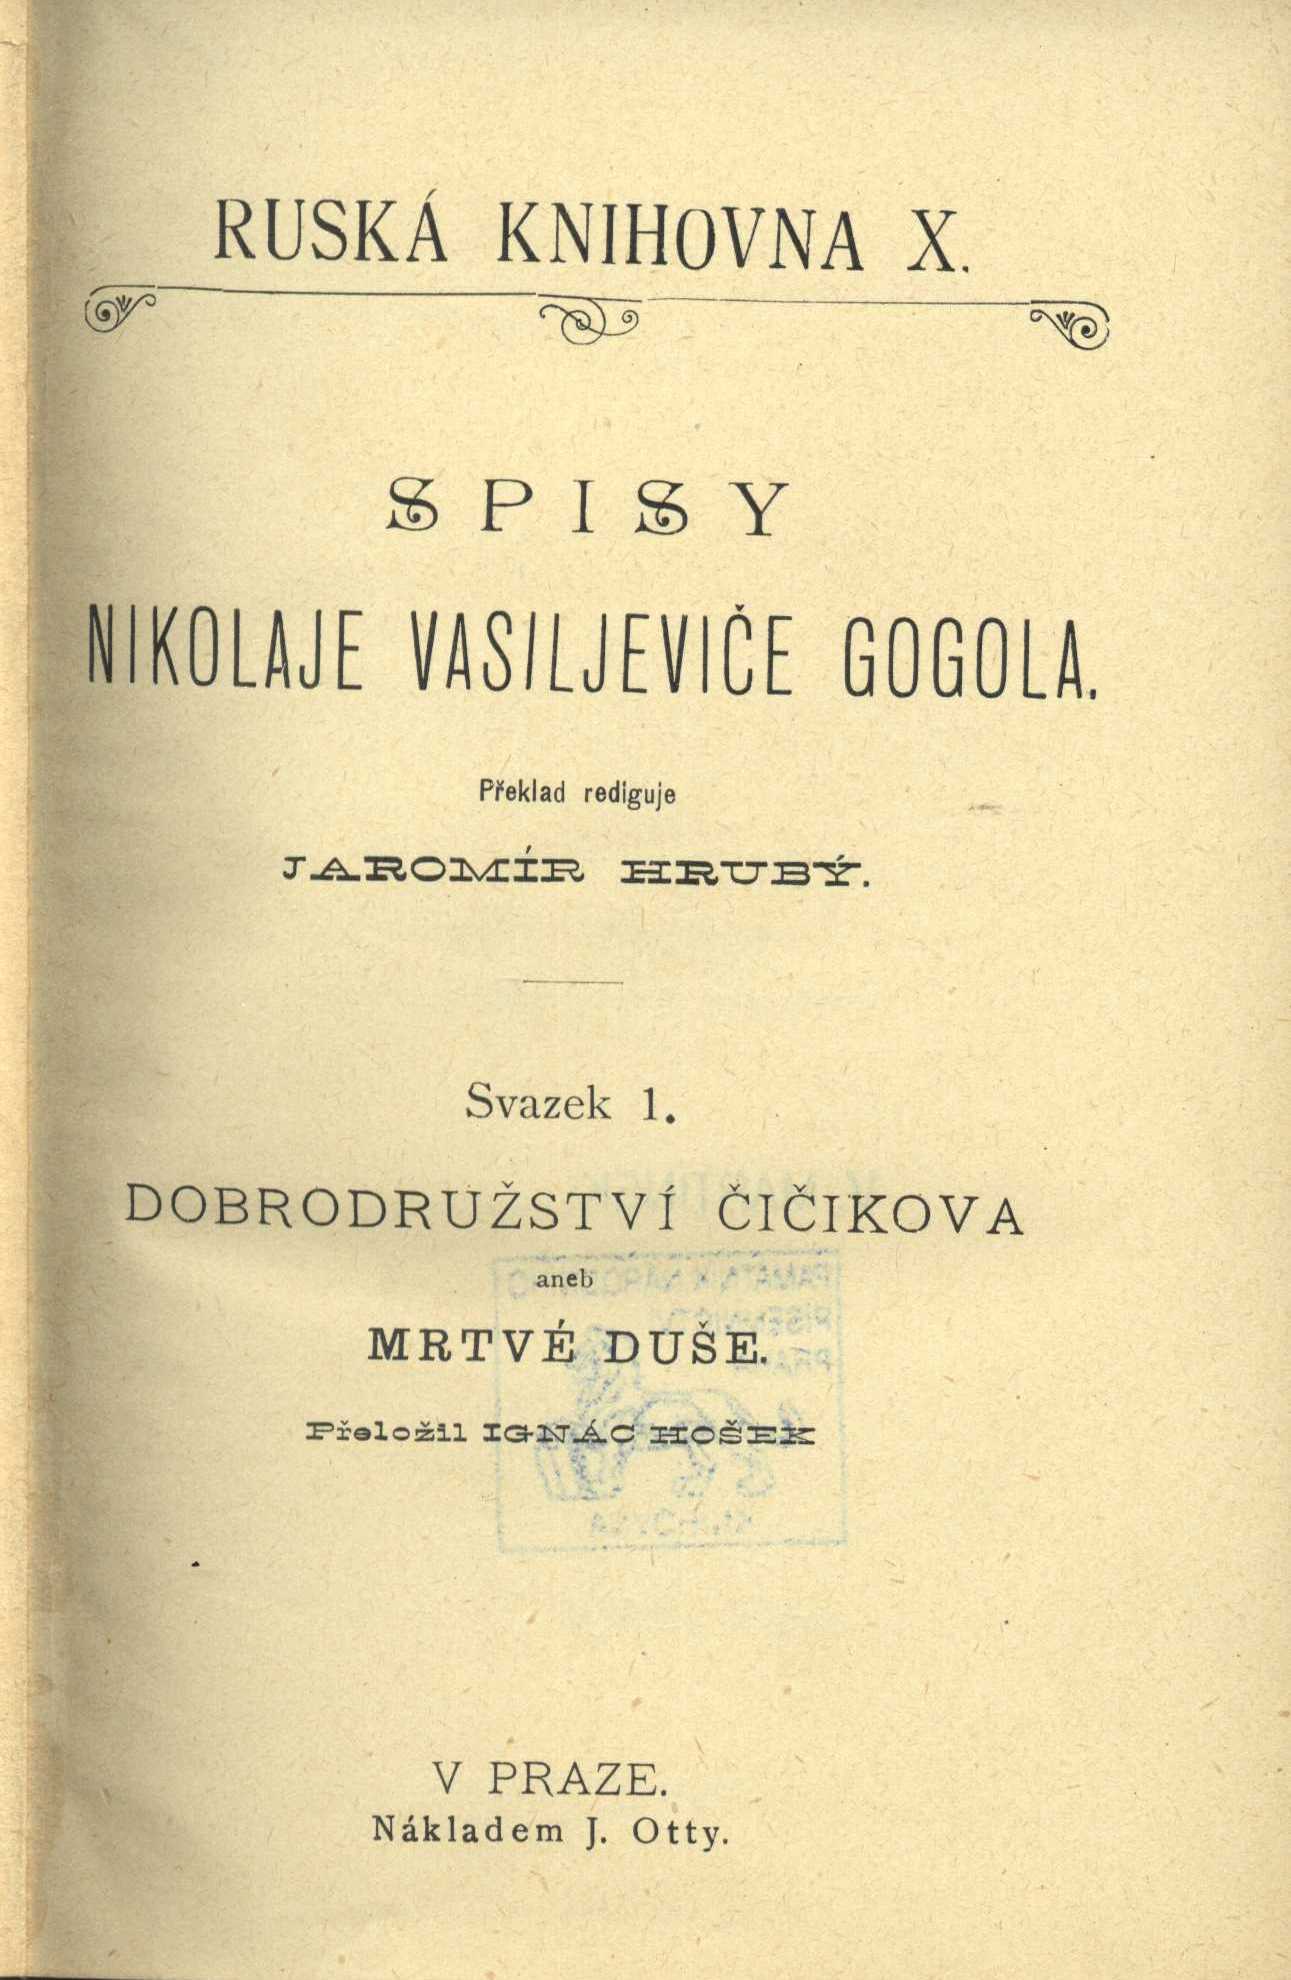 RUSKÁ KNIHOVNA X.
SPISY
NIKOLAJE VASILJEVIČE GOGOLA.
Překlad rediguje
JAROMÍR HRUBÝ.
Svazek 1.
DOBRODRUŽSTVÍ ČIČIKOVA
aneb
MRTVÉ DUŠE.
Přeložil IGNÁC HOŠEK
V PRAZE.
Nákladem J. Otty.